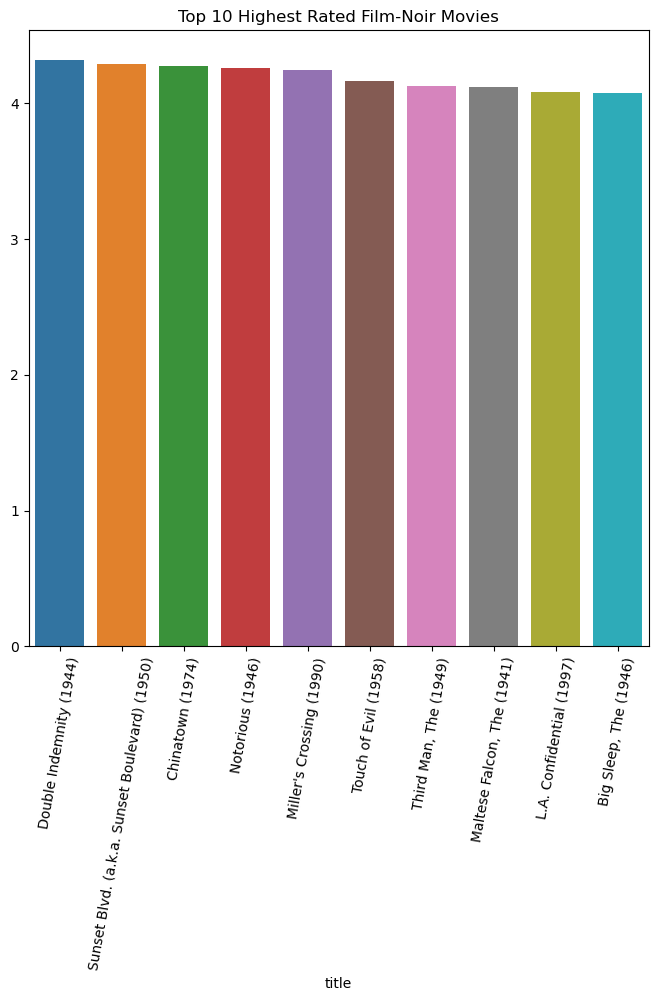 Top 10 Highest Rated Film-Noir Movies
4
3
2
1
0
Double Indemnity (1944)
Sunset Blvd. (a.k.a. Sunset Boulevard) (1950)
Chinatown (1974)
Notorious (1946)
Miller's Crossing (1990)
Touch of Evil (1958)
Third Man, The (1949)
Maltese Falcon, The (1941)
L.A. Confidential (1997)
Big Sleep, The (1946)
title